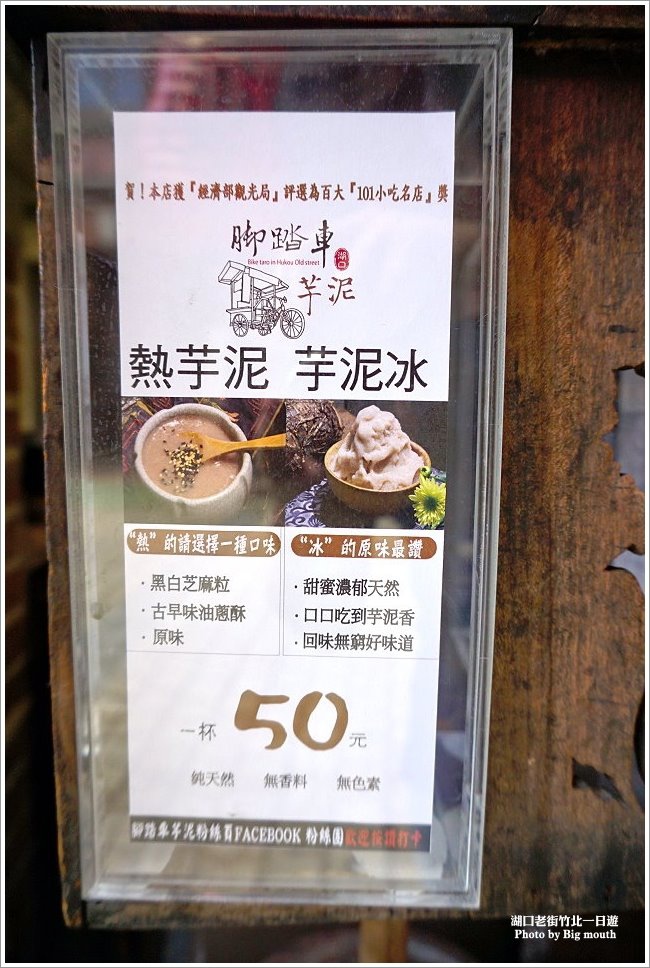 賀！本店獲『經濟部觀光局』評選為百大『101小吃名店』獎
脚踏車
Bike taro in Hukou Old street
湖口
芋泥
熱芋泥 芋泥冰
“熱”的請選擇一種口味
·黑白芝麻粒
·古早味油蔥酥
·原味
“冰”的原味最讚
·甜蜜濃郁天然
·口口吃到芋泥香
·回味無窮好味道
一杯 50元
純天然 無香料 無色素
腳踏車芋泥粉絲頁FACEBOOK 粉絲團歡迎按讚打卡
湖口老街竹北一日遊
Photo by Big mouth